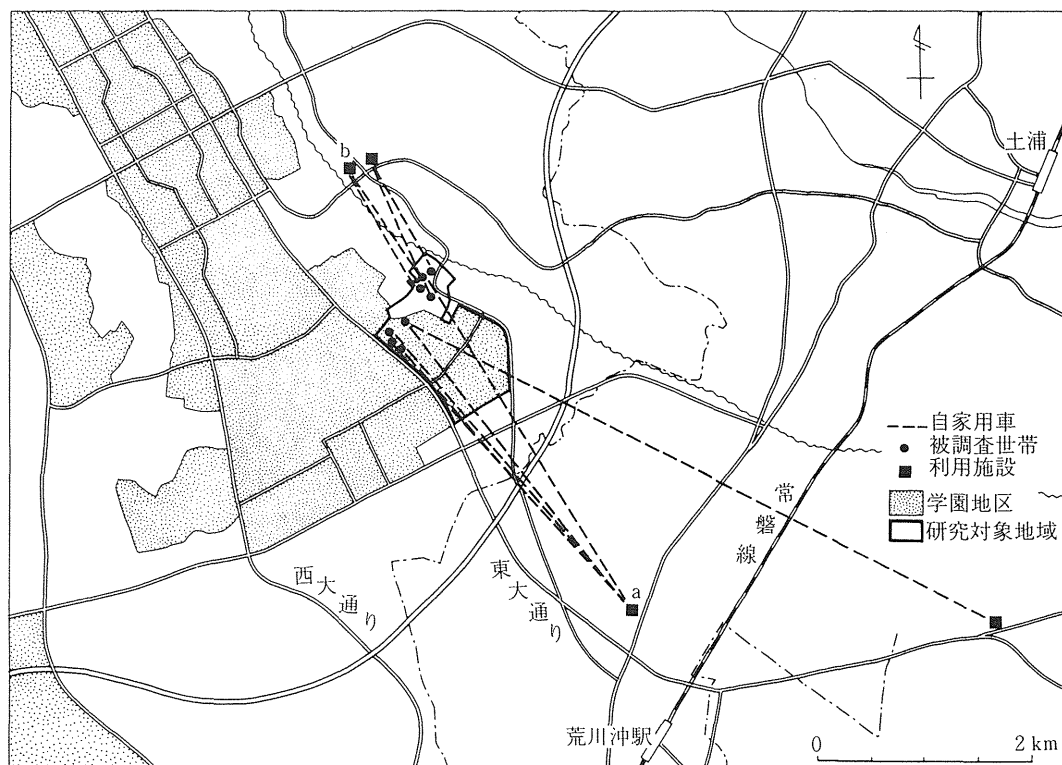 b
土浦
自家用車
被調査世帯
利用施設
学園地区
研究対象地域
常磐線
西大通り
東大通り
a
荒川沖駅
0 2 km